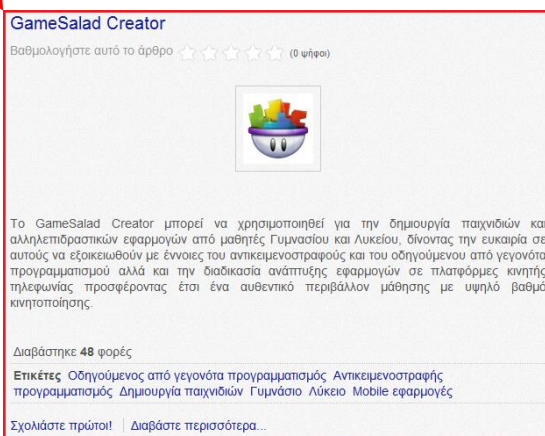 GameSalad Creator
Βαθμολογήστε αυτό το άρθρο (0 ψήφοι)
Το GameSalad Creator μπορεί να χρησιμοποιηθεί για την δημιουργία παιχνιδιών και
αλληλεπιδραστικών εφαρμογών από μαθητές Γυμνασίου και Λυκείου, δίνοντας την ευκαιρία σε
αυτούς να εξοικειωθούν με έννοιες του αντικειμενοστραφούς και του οδηγούμενου από γεγονότα
προγραμματισμού αλλά και την διαδικασία ανάπτυξης εφαρμογών σε πλατφόρμες κινητής
τηλεφωνίας προσφέροντας έτσι ένα αυθεντικό περιβάλλον μάθησης με υψηλό βαθμό
κινητοποίησης.
Διαβάστηκε 48 φορές
Ετικέτες Οδηγούμενος από γεγονότα προγραμματισμός Αντικειμενοστραφής
προγραμματισμός Δημιουργία παιχνιδιών Γυμνάσιο Λύκειο Mobile εφαρμογές
Σχολιάστε πρώτοι! Διαβάστε περισσότερα...